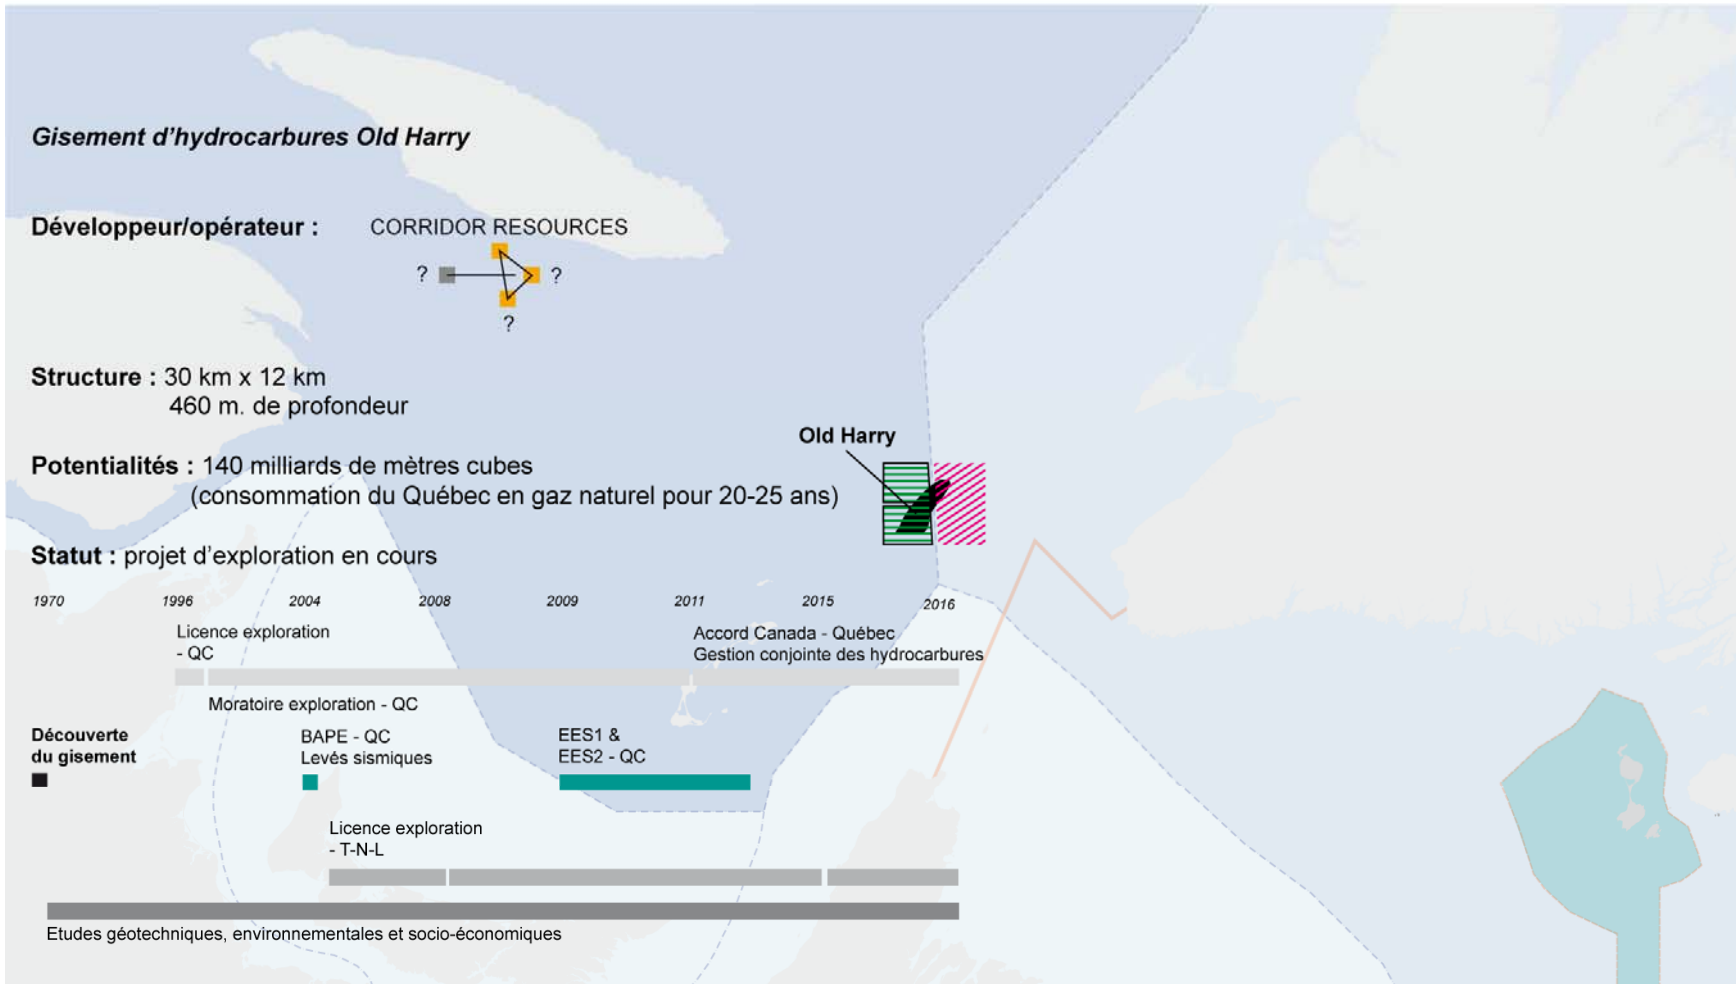 Gisement d'hydrocarbures Old Harry
Développeur/opérateur : CORRIDOR RESOURCES
? ?
?
Structure : 30 km x 12 km
460 m. de profondeur
Old Harry
Potentialités : 140 milliards de mètres cubes
(consommation du Québec en gaz naturel pour 20-25 ans)
Statut : projet d'exploration en cours
1970 1996 2004 2008 2009 2011 2015 2016
Licence exploration
- QC
Accord Canada - Québec
Gestion conjointe des hydrocarbures
Moratoire exploration - QC
Découverte
du gisement
BAPE - QC
Levés sismiques
EES1 &
EES2 - QC
Licence exploration
- T-N-L
Etudes géotechniques, environnementales et socio-économiques